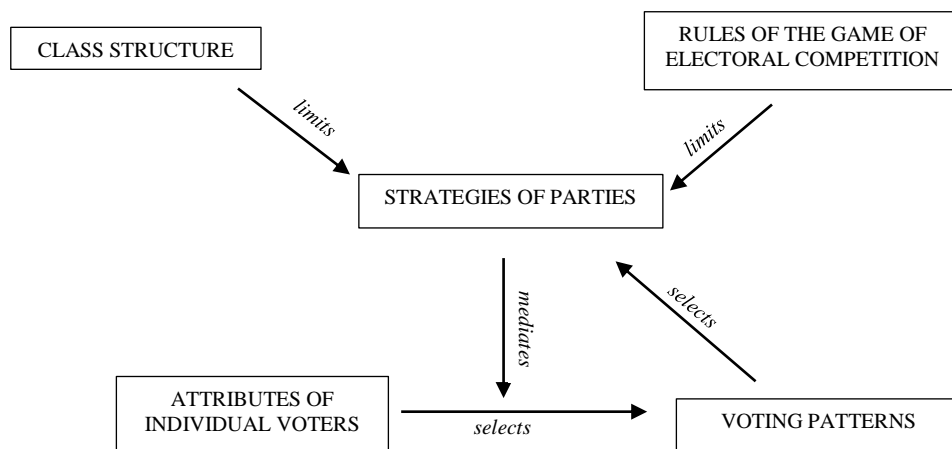 CLASS STRUCTURE
RULES OF THE GAME OF
ELECTORAL COMPETITION
limits
limits
STRATEGIES OF PARTIES
mediates
selects
ATTRIBUTES OF
INDIVIDUAL VOTERS
selects
VOTING PATTERNS